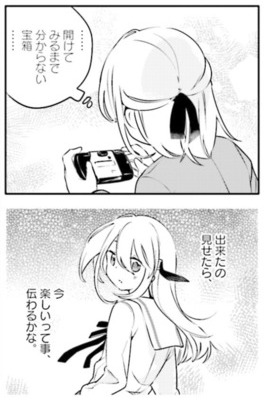 ………
開けて
みるまで
分からない
宝箱
………
出来たの
見せたら、
今
楽しいって事、
伝わるかな。